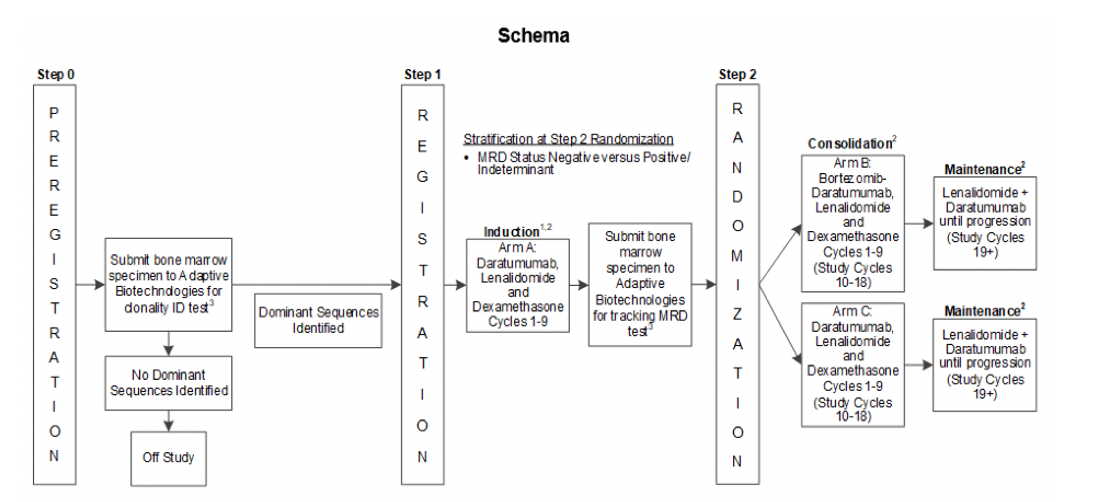 Schema
Step 0
PREREGISTRATION
Submit bone marrow
specimen to Adaptive
Biotechnologies for
clonality ID test3
No Dominant
Sequences Identified
Off Study
Dominant Sequences
Identified
Step 1
REGISTRATION
Stratification at Step 2 Randomization
• MRD Status Negative versus Positive/
Indeterminant
Induction1,2
Arm A:
Daratumumab,
Lenalidomide
and
Dexamethasone
Cycles 1-9
Submit bone
marrow
specimen to
Adaptive
Biotechnologies
for tracking MRD
test3
Step 2
RANDOMIZATION
Consolidation2
Arm B:
Bortezomib-
Daratumumab,
Lenalidomide
and
Dexamethasone
Cycles 1-9
(Study Cycles
10-18)
Maintenance2
Lenalidomide +
Daratumumab
until progression
(Study Cycles
19+)
Arm C:
Daratumumab,
Lenalidomide
and
Dexamethasone
Cycles 1-9
(Study Cycles
10-18)
Maintenance2
Lenalidomide +
Daratumumab
until progression
(Study Cycles
19+)